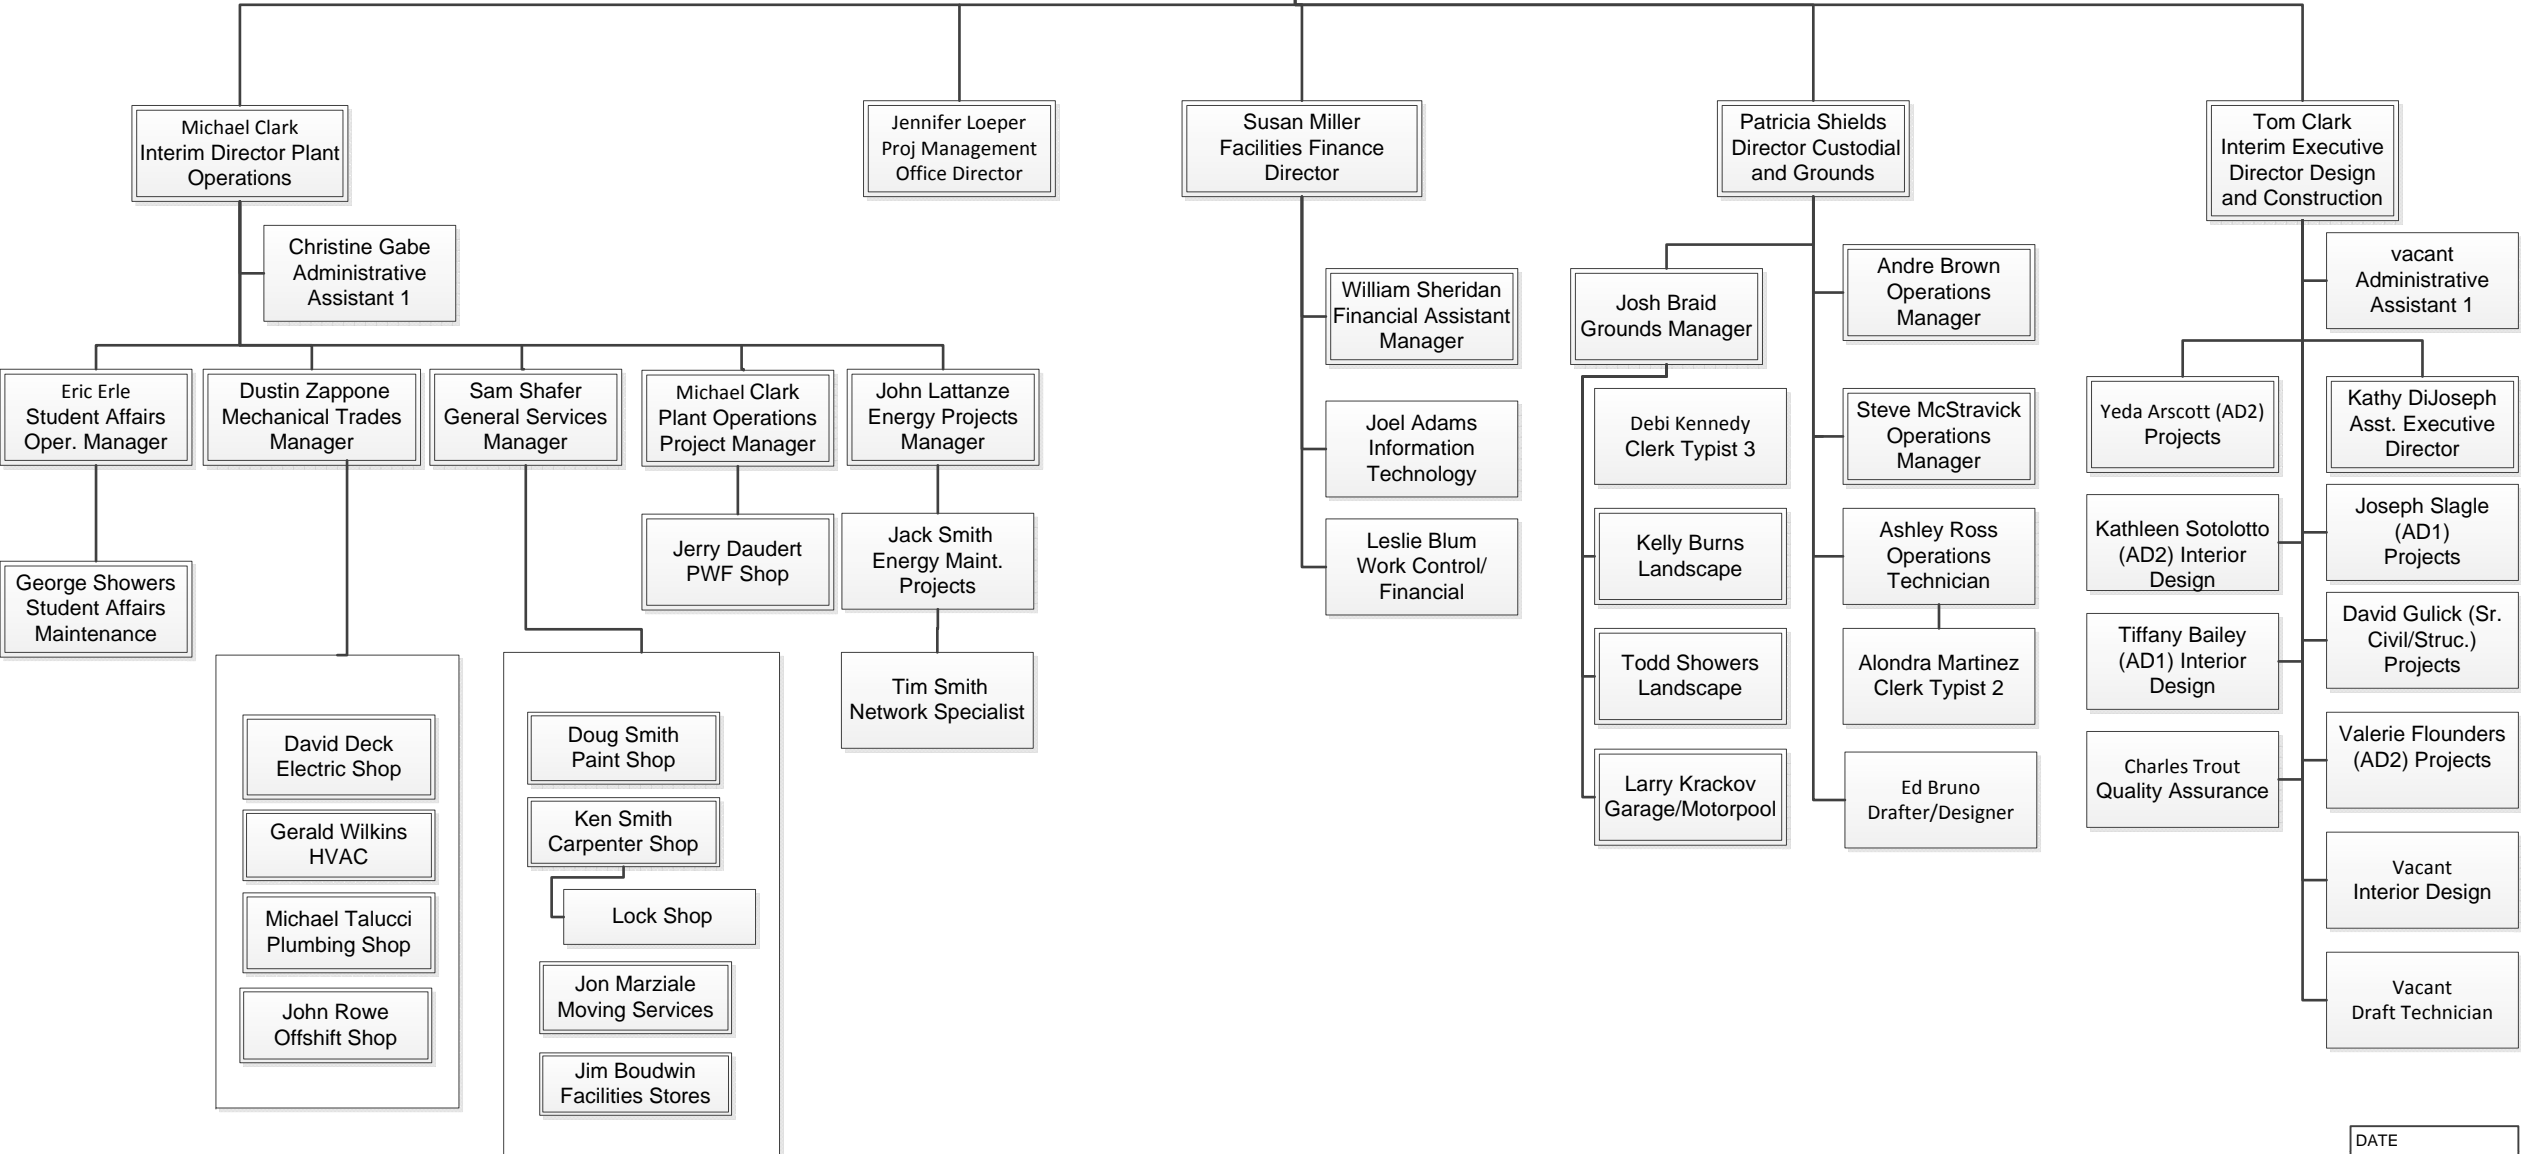 Michael Clark
Interim Director Plant
Operations
Jennifer Loeper
Proj Management
Office Director
Susan Miller
Facilities Finance
Director
Patricia Shields
Director Custodial
and Grounds
Tom Clark
Interim Executive
Director Design
and Construction
Christine Gabe
Administrative
Assistant 1
Eric Erle
Student Affairs
Oper. Manager
Dustin Zappone
Mechanical Trades
Manager
Sam Shafer
General Services
Manager
Michael Clark
Plant Operations
Project Manager
John Lattanze
Energy Projects
Manager
George Showers
Student Affairs
Maintenance
David Deck
Electric Shop
Gerald Wilkins
HVAC
Michael Talucci
Plumbing Shop
John Rowe
Offshift Shop
Doug Smith
Paint Shop
Ken Smith
Carpenter Shop
Lock Shop
Jon Marziale
Moving Services
Jim Boudwin
Facilities Stores
Jerry Daudert
PWF Shop
Jack Smith
Energy Maint.
Projects
Tim Smith
Network Specialist
William Sheridan
Financial Assistant
Manager
Joel Adams
Information
Technology
Leslie Blum
Work Control/
Financial
Josh Braid
Grounds Manager
Debi Kennedy
Clerk Typist 3
Kelly Burns
Landscape
Todd Showers
Landscape
Larry Krackov
Garage/Motorpool
Andre Brown
Operations
Manager
Steve McStravick
Operations
Manager
Ashley Ross
Operations
Technician
Alondra Martinez
Clerk Typist 2
Ed Bruno
Drafter/Designer
vacant
Administrative
Assistant 1
Yeda Arscott (AD2)
Projects
Kathleen Sotolotto
(AD2) Interior
Design
Tiffany Bailey
(AD1) Interior
Design
Charles Trout
Quality Assurance
Kathy DiJoseph
Asst. Executive
Director
Joseph Slagle
(AD1)
Projects
David Gulick (Sr.
Civil/Struc.)
Projects
Valerie Flounders
(AD2) Projects
Vacant
Interior Design
Vacant
Draft Technician
DATE